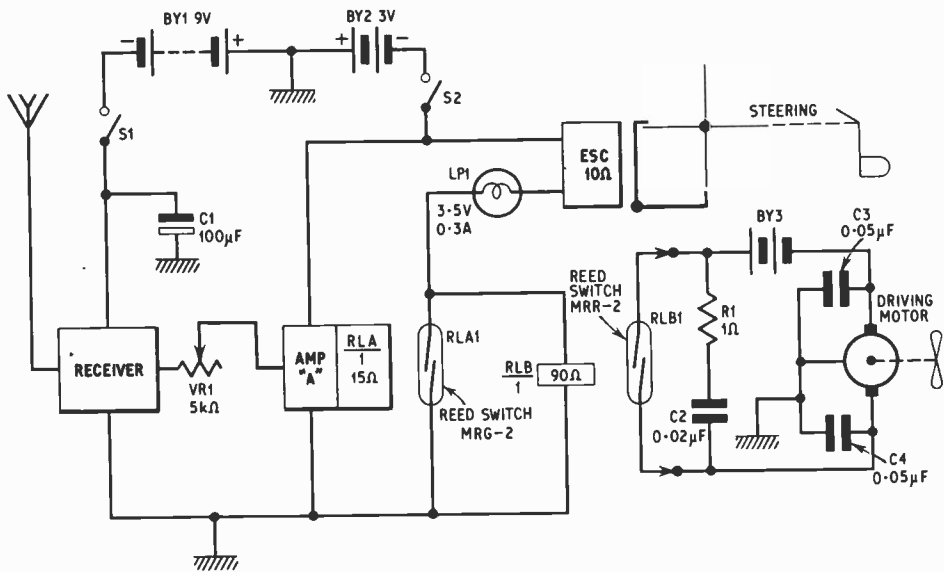 BY1 9V
BY2 3V
− + + −
S1
S2
STEERING
ESC
10Ω
LP1
3·5V
0·3A
C1
100μF
BY3
C3
0·05μF
REED
SWITCH
MRR-2
DRIVING
MOTOR
RLA1
RLB1
R1
1Ω
RECEIVER
VR1
5kΩ
AMP
"A"
RLA
1
15Ω
RLB
1
90Ω
REED SWITCH
MRG-2
C2
0·02μF
C4
0·05μF